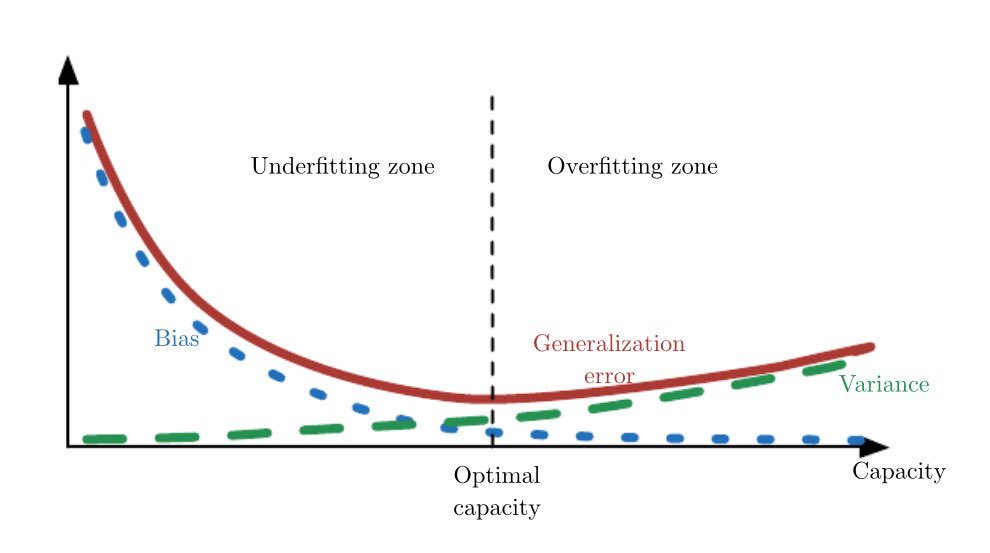 Underfitting zone
Overfitting zone
Bias
Generalization
error
Variance
Optimal
capacity
Capacity